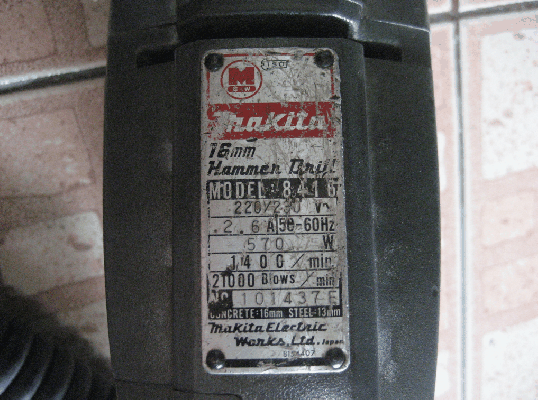 M
makita
16mm
Hammer Drill
MODEL 8416
220/230 V~
2.6 A 50-60Hz
570 W
1400/min
21000 Blows/min
NO 101437 E
CONCRETE·16mm STEEL·13mm
Makita Electric
Works, Ltd. Japan